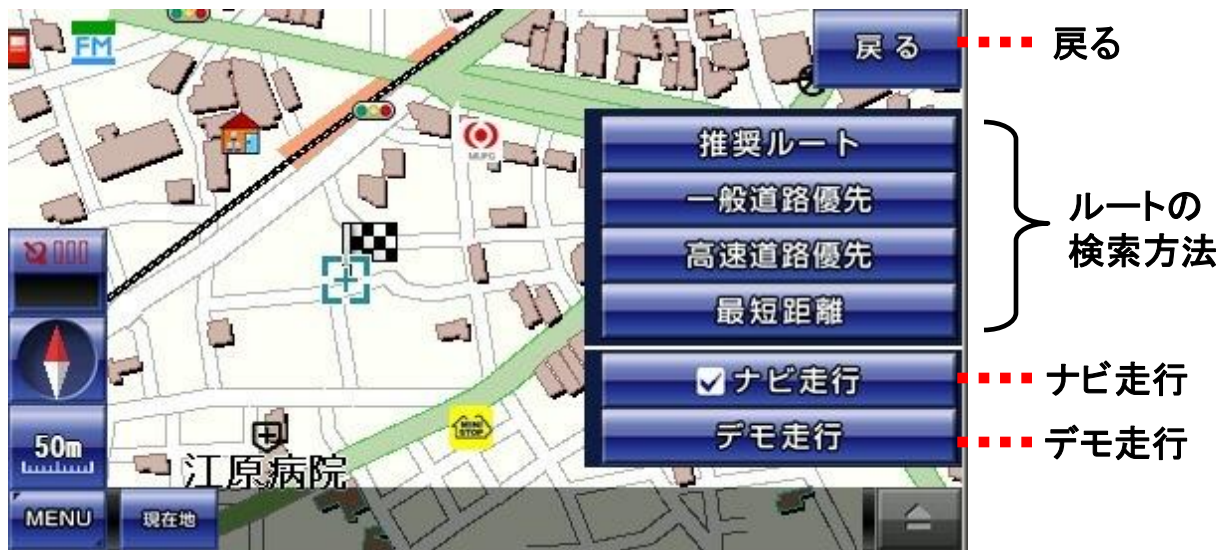 FM
戻る
戻る
推奨ルート
MUFG
一般道路優先
ルートの
検索方法
高速道路優先
最短距離
ナビ走行
ナビ走行
MINI
STOP
デモ走行
デモ走行
50m
江原病院
MENU
現在地